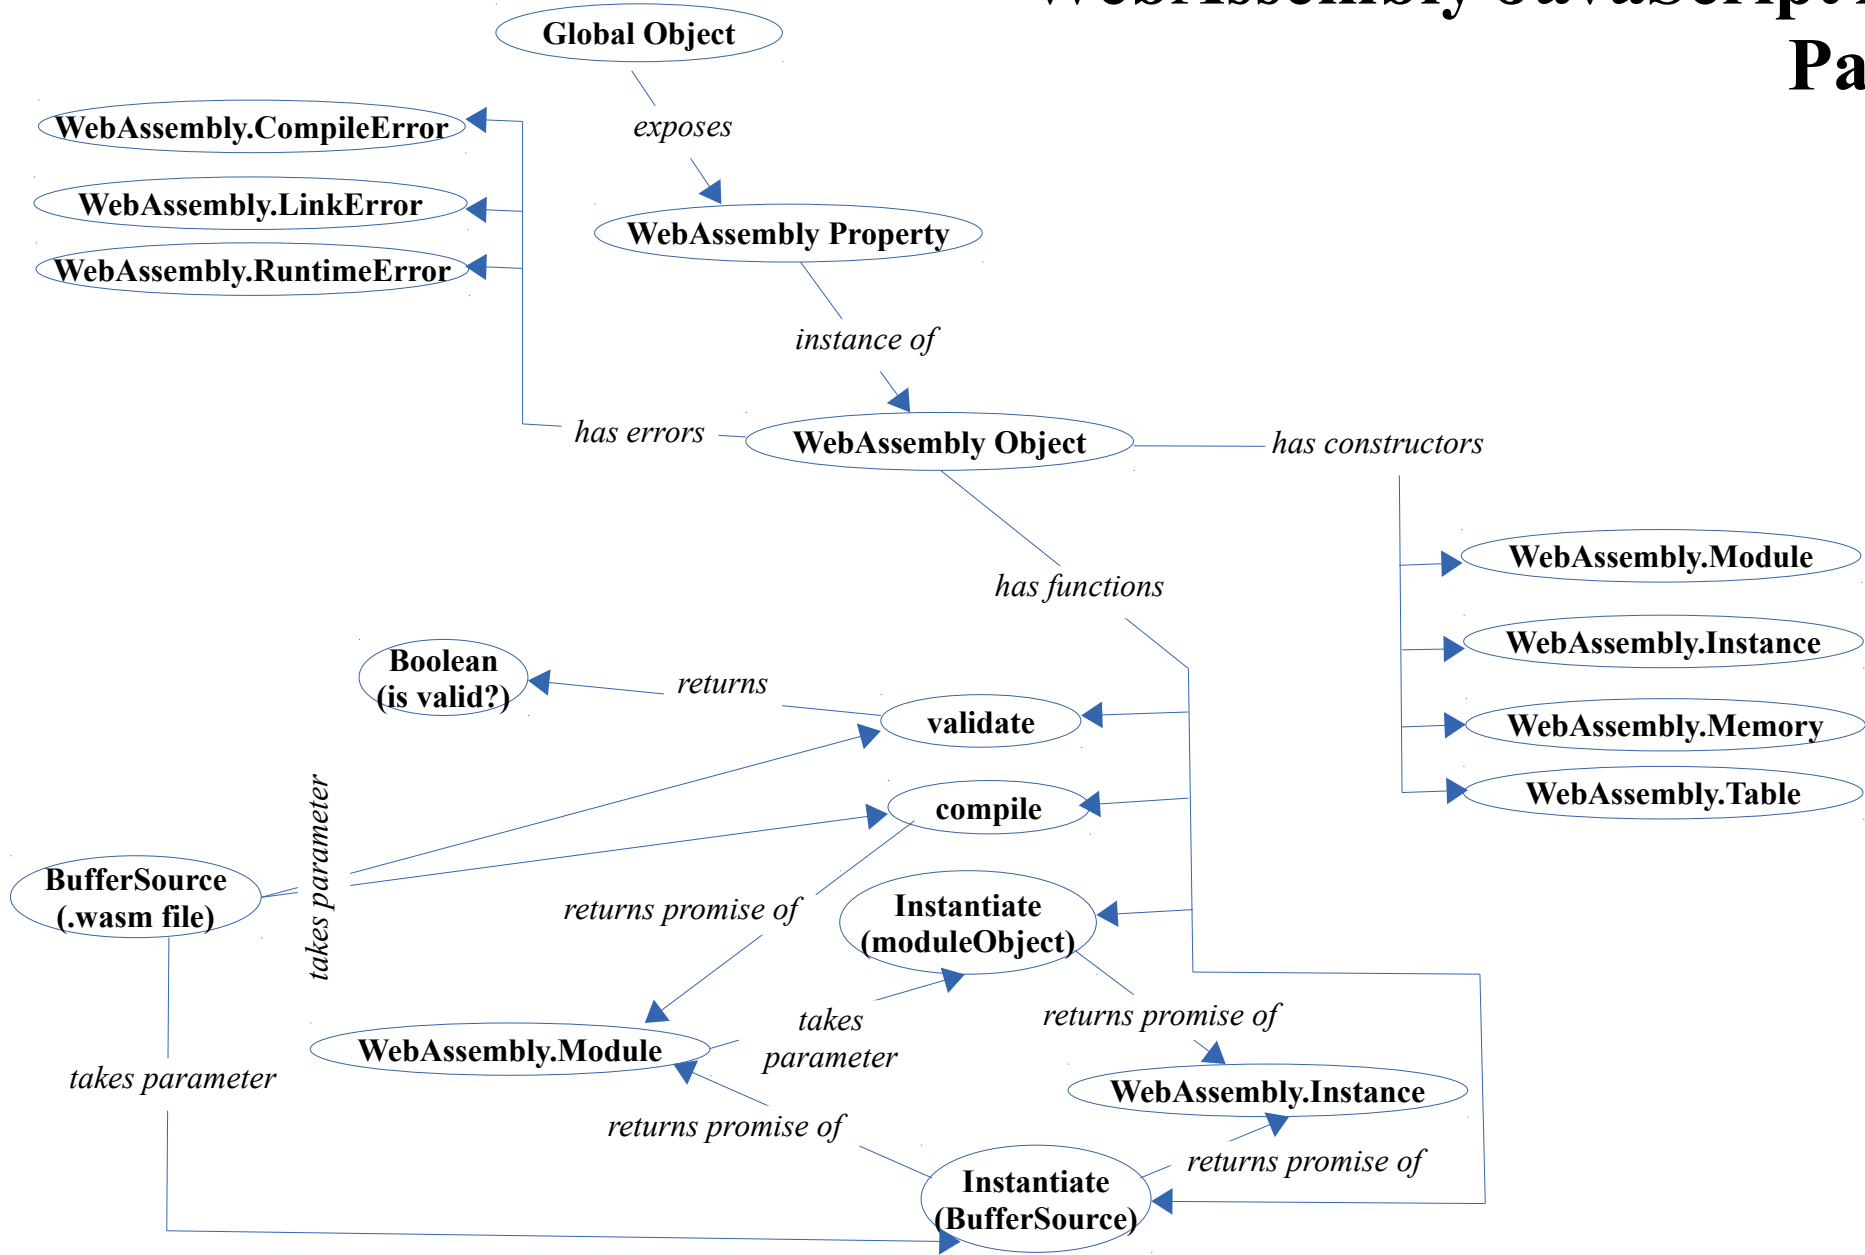 WebAssembly JavaScript
Pa
Global Object
exposes
WebAssembly.CompileError
WebAssembly.LinkError
WebAssembly.RuntimeError
WebAssembly Property
instance of
has errors
WebAssembly Object
has constructors
has functions
WebAssembly.Module
WebAssembly.Instance
WebAssembly.Memory
WebAssembly.Table
Boolean
(is valid?)
returns
validate
compile
takes parameter
BufferSource
(.wasm file)
returns promise of
Instantiate
(moduleObject)
takes
parameter
returns promise of
WebAssembly.Module
takes parameter
WebAssembly.Instance
returns promise of
returns promise of
Instantiate
(BufferSource)